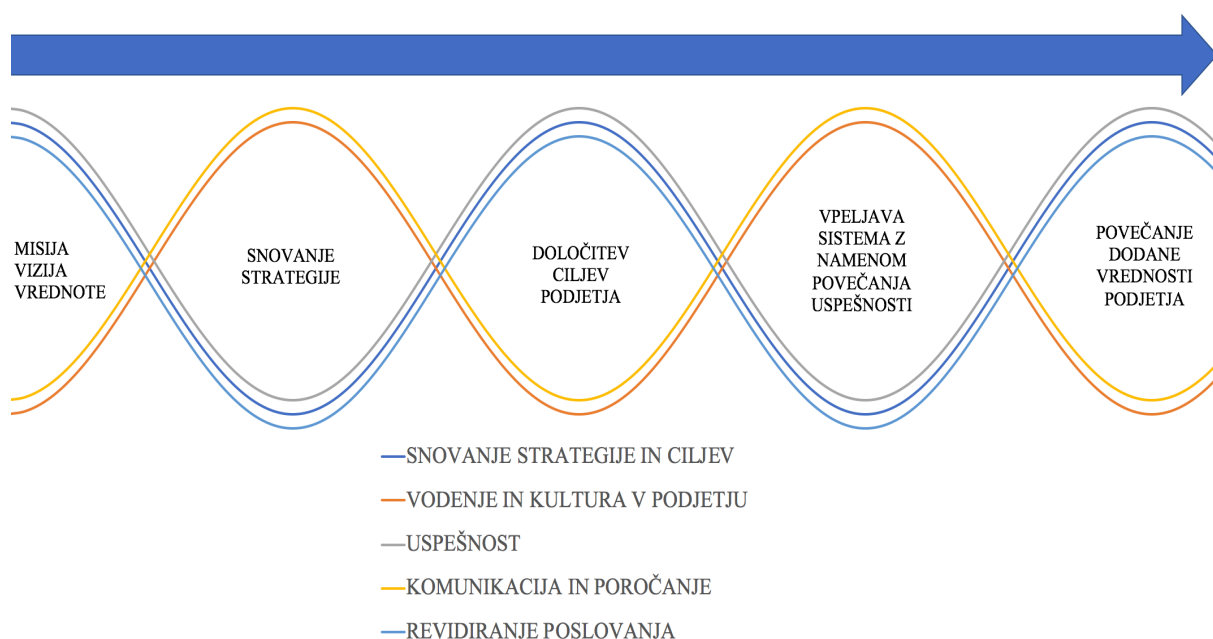 MISIJA
VIZIJA
VREDNOTE
SNOVANJE
STRATEGIJE
DOLOČITEV
CILJEV
PODJETJA
VPELJAVA
SISTEMA Z
NAMENOM
POVEČANJA
USPEŠNOSTI
POVEČANJE
DODANE
VREDNOSTI
PODJETJA
SNOVANJE STRATEGIJE IN CILJEV
VODENJE IN KULTURA V PODJETJU
USPEŠNOST
KOMUNIKACIJA IN POROČANJE
REVIDIRANJE POSLOVANJA